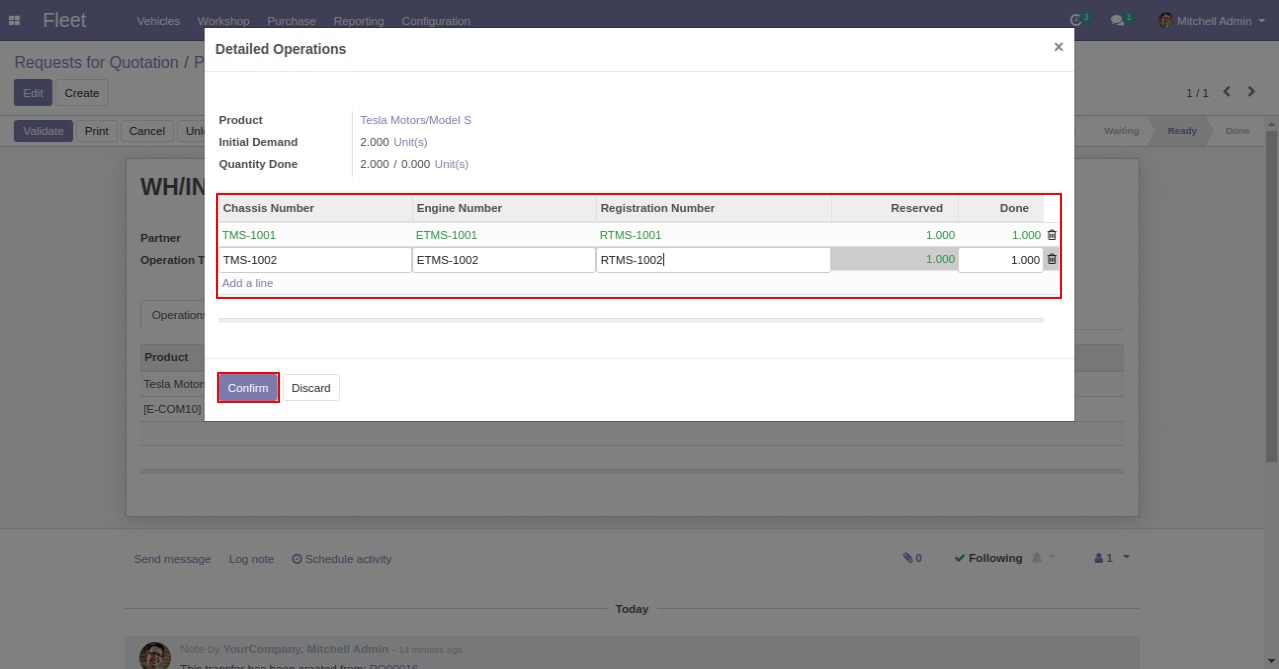 Fleet Vehicles Workshop Purchase Reporting Configuration 3 1 Mitchell Admin
Detailed Operations ×
Requests for Quotation / P
Edit Create 1 / 1
Product Tesla Motors/Model S
Validate Print Cancel Waiting Ready Done
Initial Demand 2.000 Unit(s)
Quantity Done 2.000 / 0.000 Unit(s)
WH/IN
Chassis Number Engine Number Registration Number Reserved Done
Partner
TMS-1001 ETMS-1001 RTMS-1001 1.000 1.000
Operation T
TMS-1002 ETMS-1002 RTMS-1002 1.000 1.000
Add a line
Operations
Product
Tesla Motors
Confirm Discard
[E-COM10]
Send message Log note Schedule activity 0 Following 1
Today
Note by YourCompany, Mitchell Admin - 14 minutes ago
This transfer has been created from: PO00016